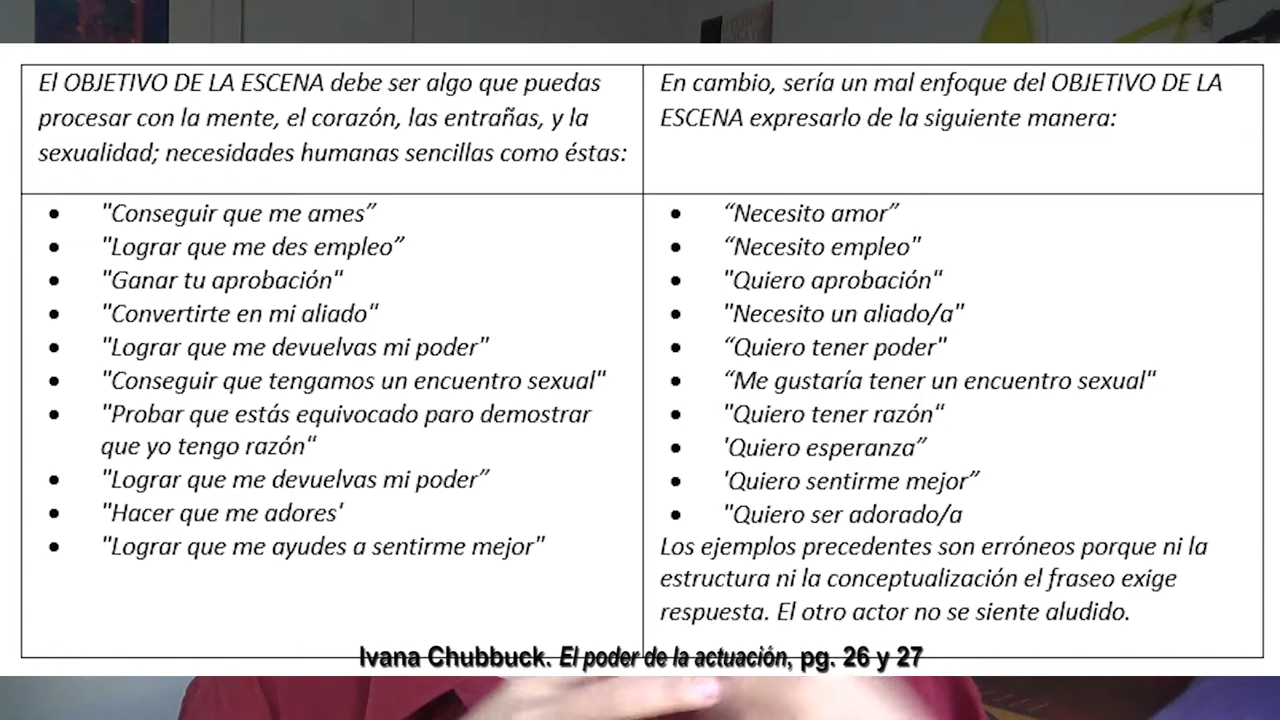 El OBJETIVO DE LA ESCENA debe ser algo que puedas
procesar con la mente, el corazón, las entrañas, y la
sexualidad; necesidades humanas sencillas como éstas:
En cambio, sería un mal enfoque del OBJETIVO DE LA
ESCENA expresarlo de la siguiente manera:
• "Conseguir que me ames”
• "Lograr que me des empleo”
• "Ganar tu aprobación"
• "Convertirte en mi aliado"
• "Lograr que me devuelvas mi poder"
• "Conseguir que tengamos un encuentro sexual"
• "Probar que estás equivocado paro demostrar
que yo tengo razón"
• "Lograr que me devuelvas mi poder”
• "Hacer que me adores'
• "Lograr que me ayudes a sentirme mejor"
• “Necesito amor”
• “Necesito empleo"
• "Quiero aprobación"
• "Necesito un aliado/a"
• “Quiero tener poder"
• “Me gustaría tener un encuentro sexual"
• "Quiero tener razón"
• 'Quiero esperanza”
• 'Quiero sentirme mejor”
• "Quiero ser adorado/a
Los ejemplos precedentes son erróneos porque ni la
estructura ni la conceptualización el fraseo exige
respuesta. El otro actor no se siente aludido.
Ivana Chubbuck. El poder de la actuación, pg. 26 y 27